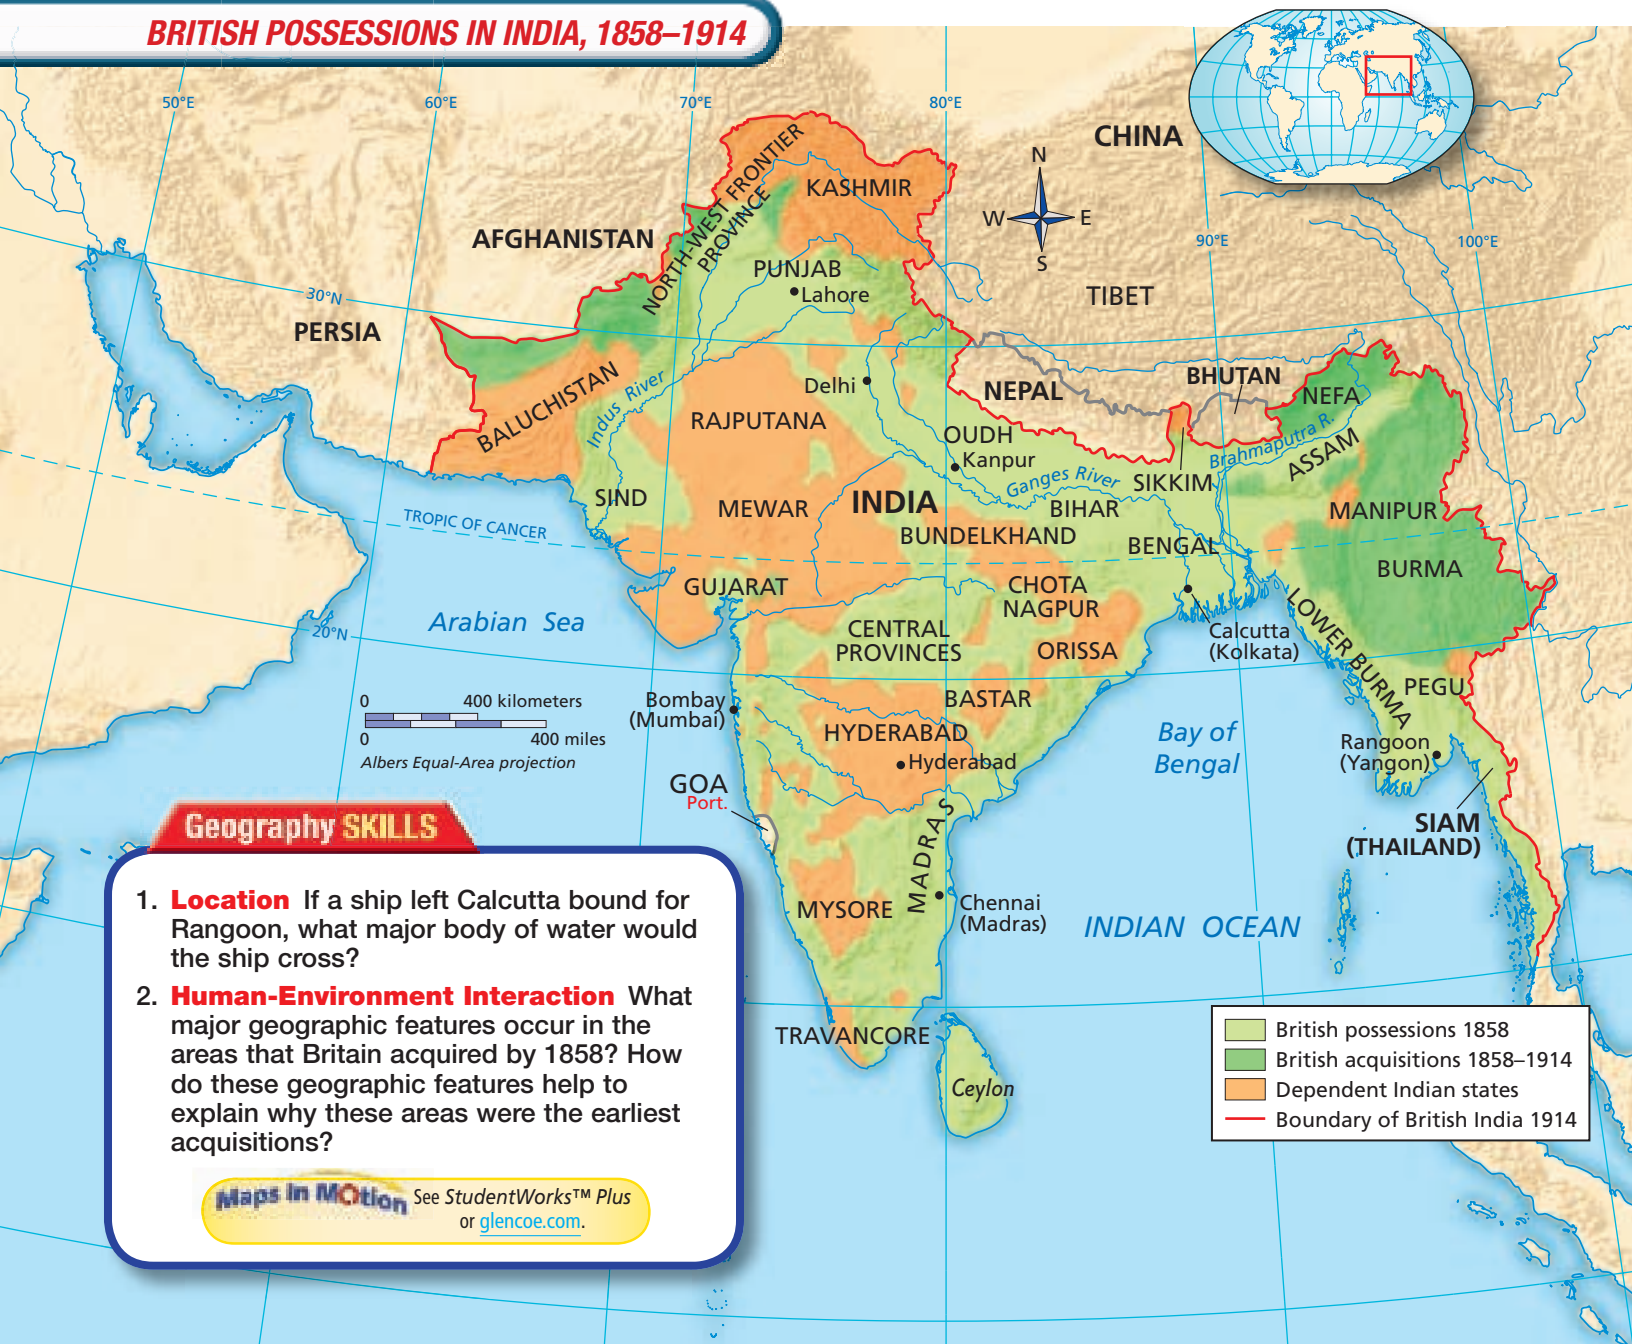 BRITISH POSSESSIONS IN INDIA, 1858–1914
50°E
60°E
70°E
80°E
CHINA
N
W
E
S
90°E
100°E
NORTH-WEST FRONTIER
PROVINCE
KASHMIR
AFGHANISTAN
PUNJAB
Lahore
TIBET
30°N
PERSIA
BALUCHISTAN
Indus River
Delhi
NEPAL
BHUTAN
NEFA
RAJPUTANA
OUDH
Kanpur
Brahmaputra R.
ASSAM
Ganges River
SIKKIM
SIND
MEWAR
INDIA
BIHAR
MANIPUR
TROPIC OF CANCER
BUNDELKHAND
BENGAL
BURMA
GUJARAT
CHOTA
NAGPUR
Arabian Sea
20°N
CENTRAL
PROVINCES
ORISSA
Calcutta
(Kolkata)
LOWER BURMA
PEGU
0 400 kilometers
0 400 miles
Albers Equal-Area projection
Bombay
(Mumbai)
BASTAR
HYDERABAD
Hyderabad
Bay of
Bengal
Rangoon
(Yangon)
GOA
Port.
SIAM
(THAILAND)
MADRAS
MYSORE
Chennai
(Madras)
INDIAN OCEAN
TRAVANCORE
Ceylon
Geography SKILLS
1. Location If a ship left Calcutta bound for
Rangoon, what major body of water would
the ship cross?
2. Human-Environment Interaction What
major geographic features occur in the
areas that Britain acquired by 1858? How
do these geographic features help to
explain why these areas were the earliest
acquisitions?
Maps in MOtion
See StudentWorks™ Plus
or glencoe.com.
British possessions 1858
British acquisitions 1858–1914
Dependent Indian states
Boundary of British India 1914